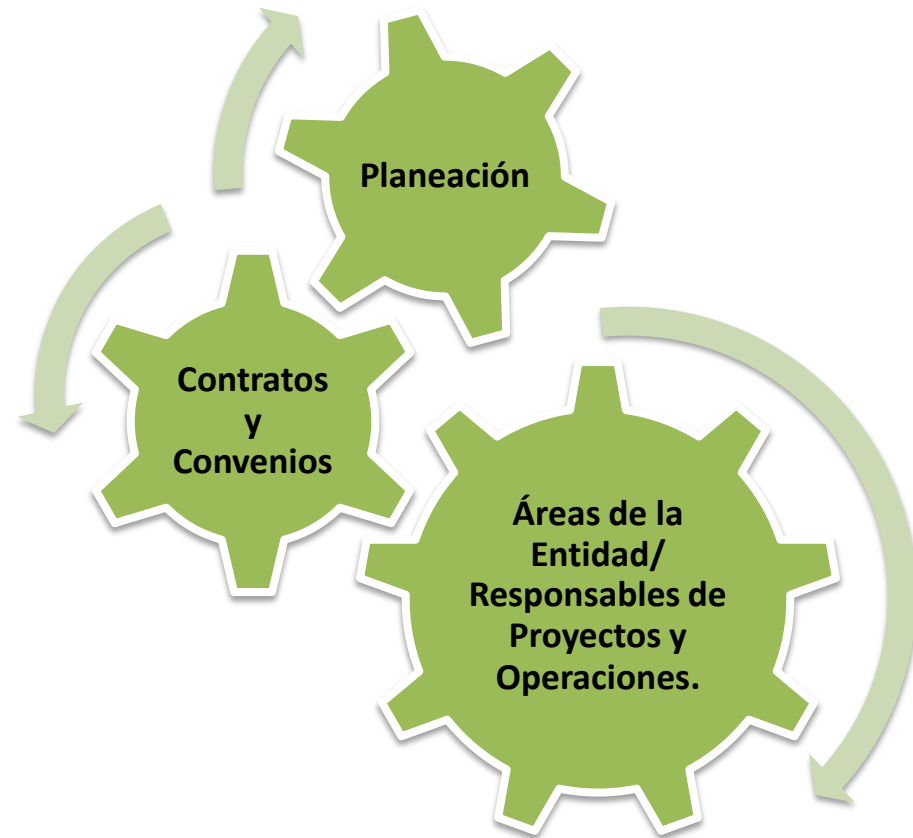 Planeación
Contratos
y
Convenios
Áreas de la
Entidad/
Responsables de
Proyectos y
Operaciones.